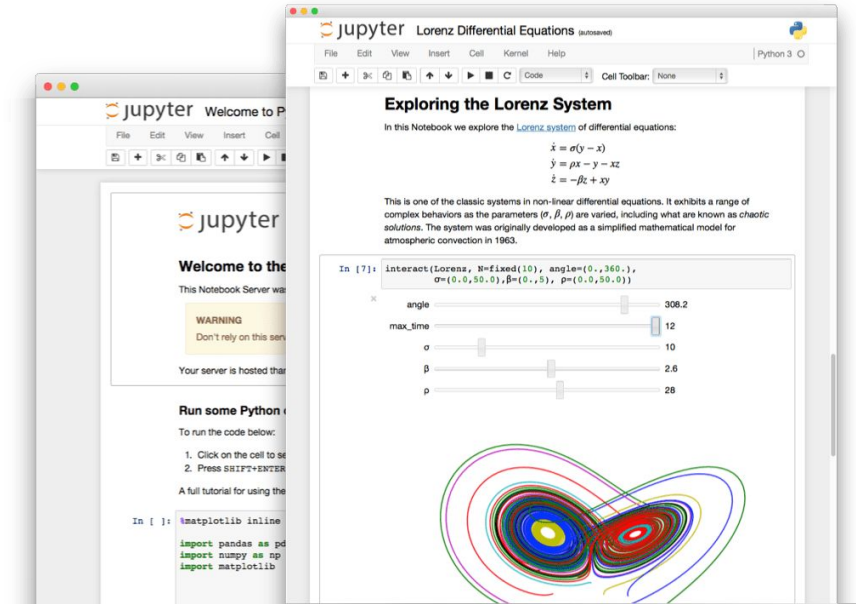 jupyter Lorenz Differential Equations (autosaved)
File Edit View Insert Cell Kernel Help Python 3
Code Cell Toolbar: None
Exploring the Lorenz System
In this Notebook we explore the Lorenz system of differential equations:
ẋ = σ(y − x)
ẏ = ρx − y − xz
ż = −βz + xy
This is one of the classic systems in non-linear differential equations. It exhibits a range of
complex behaviors as the parameters (σ, β, ρ) are varied, including what are known as chaotic
solutions. The system was originally developed as a simplified mathematical model for
atmospheric convection in 1963.
In [7]: interact(Lorenz, N=fixed(10), angle=(0.,360.),
σ=(0.0,50.0),β=(0.,5), ρ=(0.0,50.0))
angle 308.2
max_time 12
σ 10
β 2.6
ρ 28
jupyter Welcome to P
File Edit View Insert Cell
jupyter
Welcome to the
This Notebook Server was
WARNING
Don't rely on this serv
Your server is hosted than
Run some Python
To run the code below:
1. Click on the cell to se
2. Press SHIFT+ENTER
A full tutorial for using the
In [ ]: %matplotlib inline
import pandas as pd
import numpy as np
import matplotlib